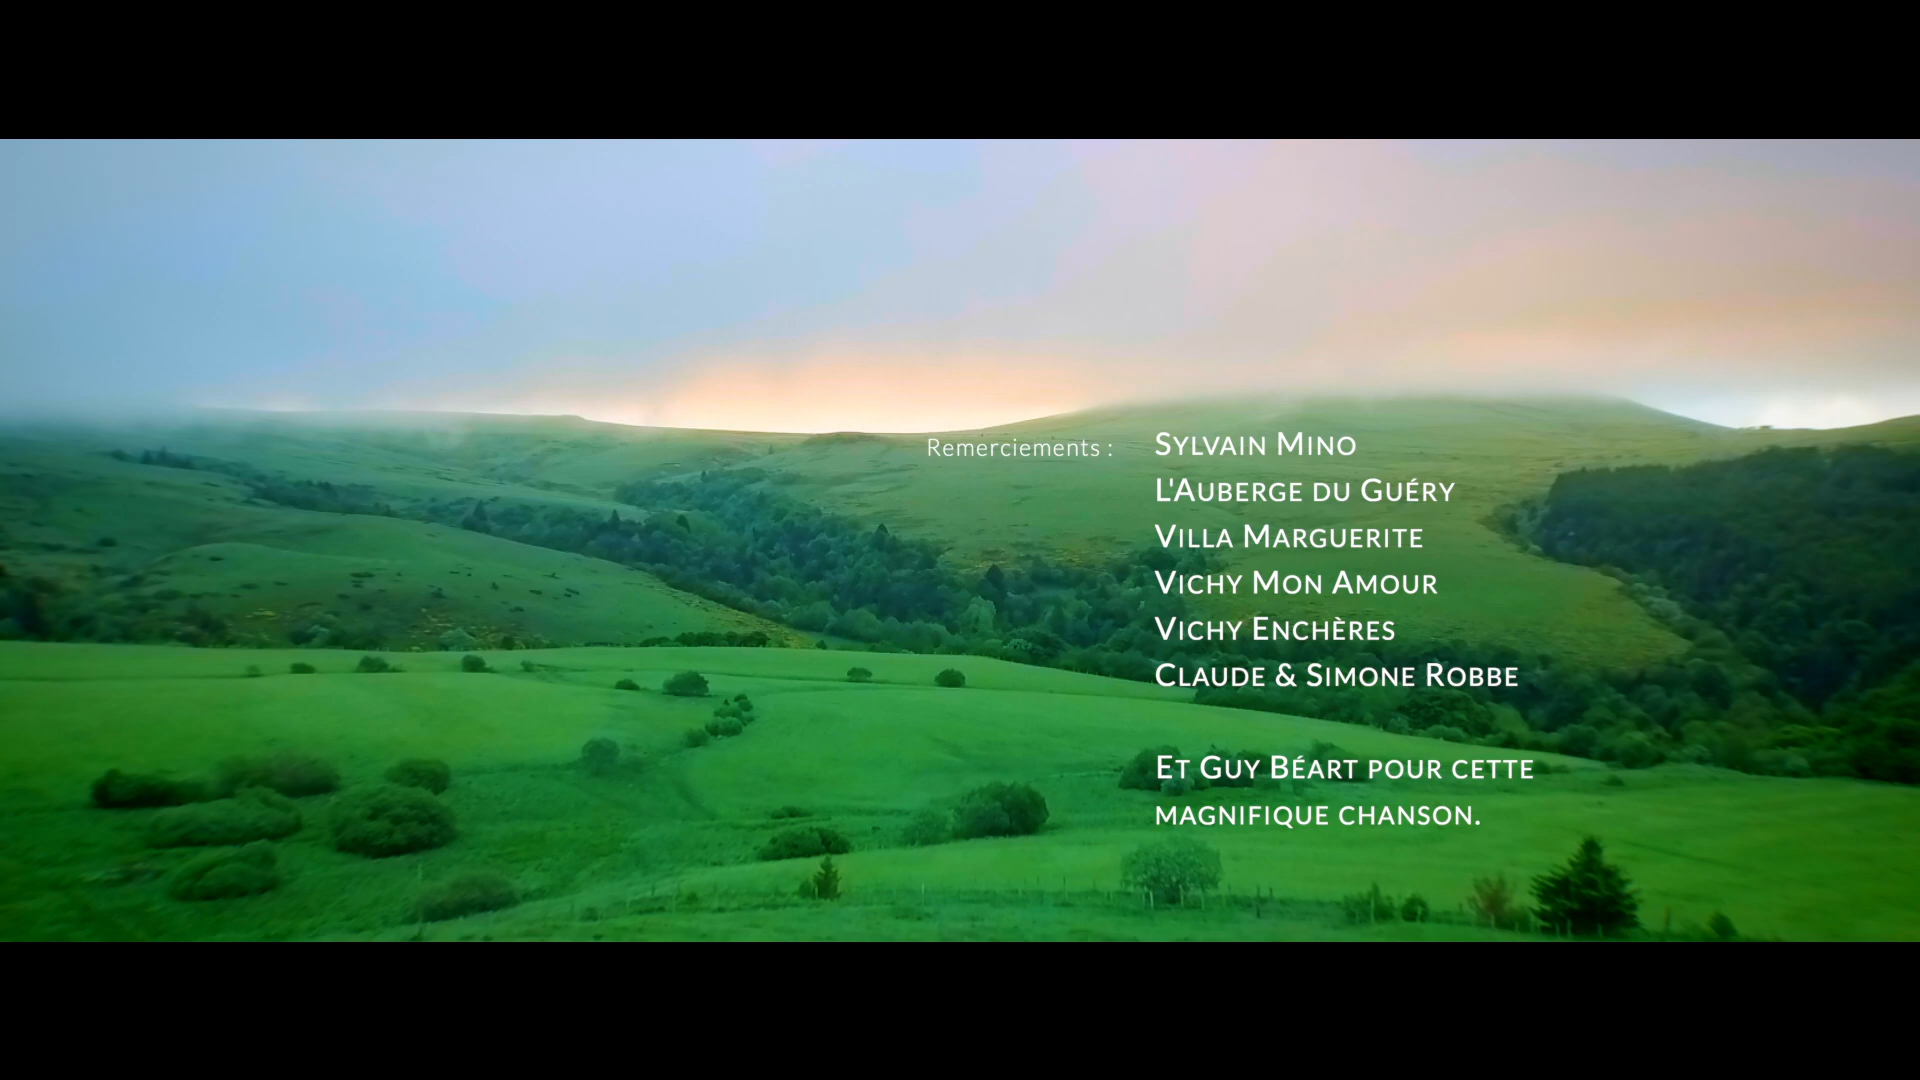 Remerciements : Sylvain Mino
L'Auberge du Guéry
Villa Marguerite
Vichy Mon Amour
Vichy Enchères
Claude & Simone Robbe
Et Guy Béart pour cette
magnifique chanson.